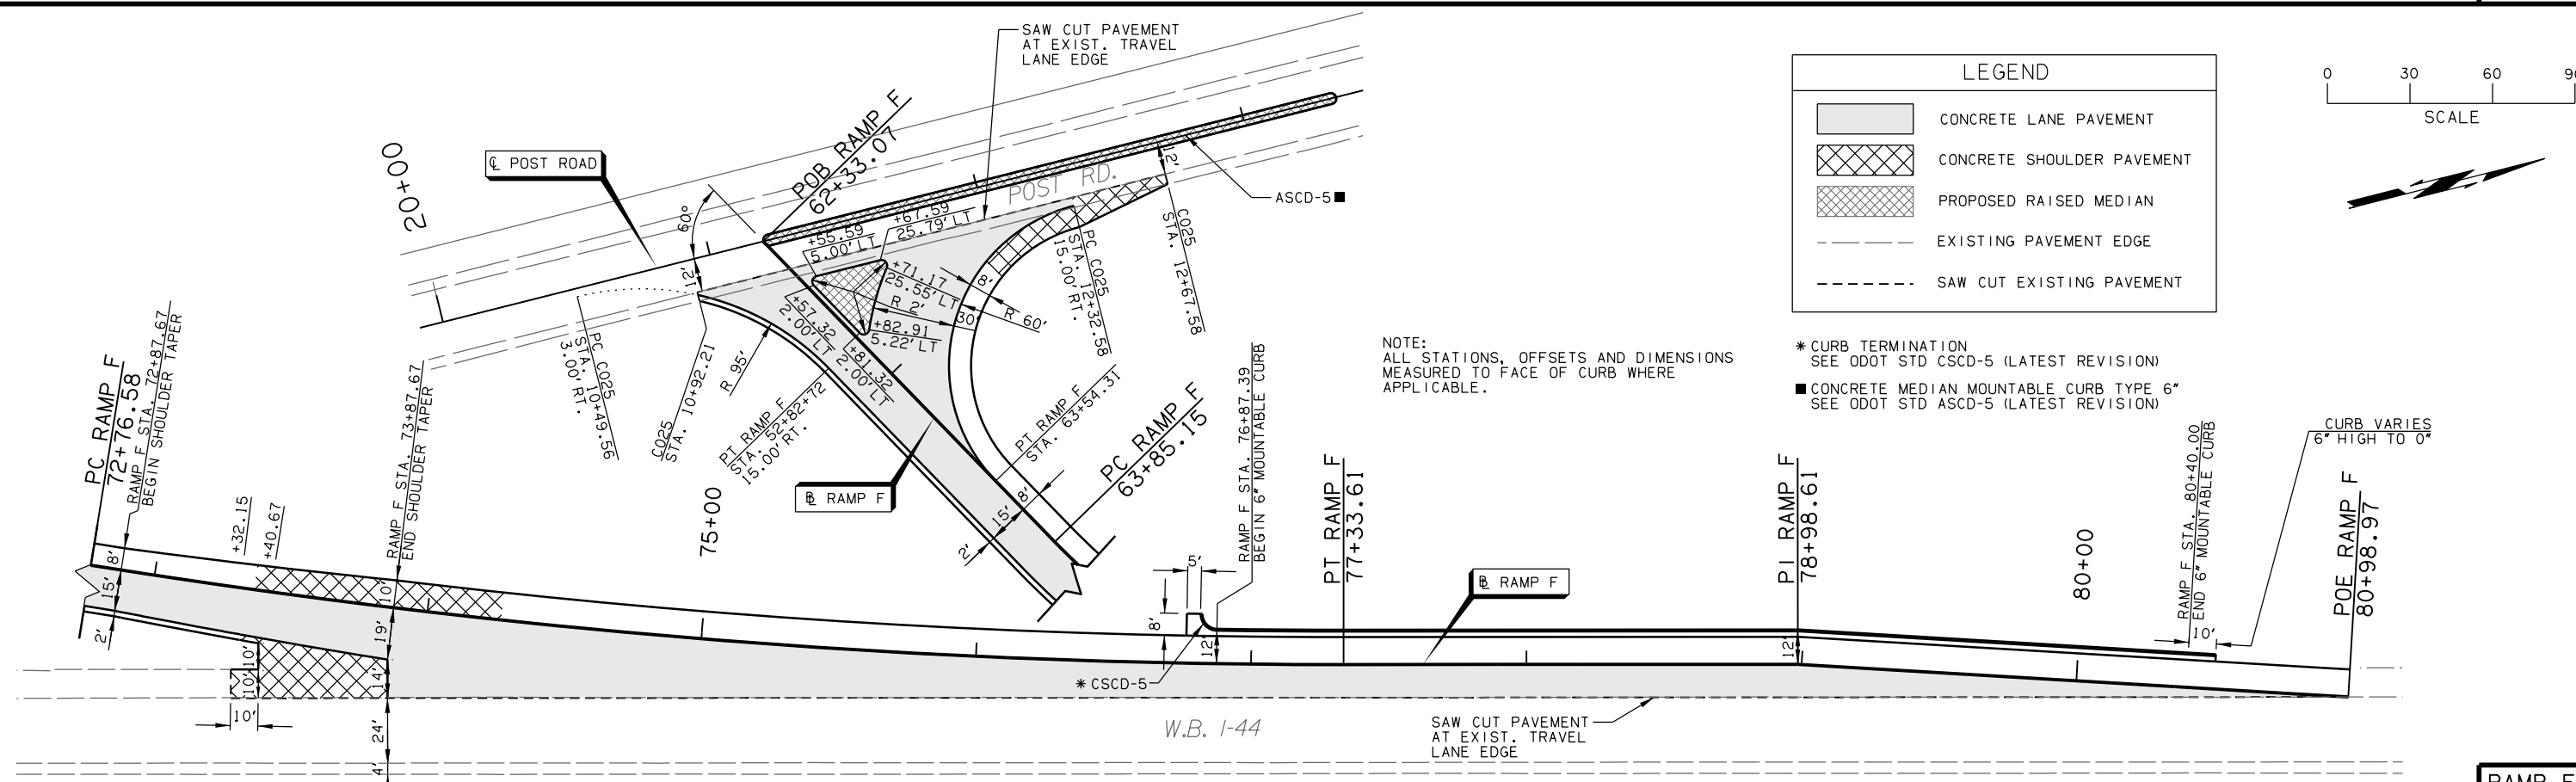 SAW CUT PAVEMENT
AT EXIST. TRAVEL
LANE EDGE
20+00
℄ POST ROAD
POB RAMP F
62+33.07
60°
12'
POST RD.
12'
ASCD-5■
+55.59
5.00' LT
+67.59
25.79' LT
+71.17
25.55' LT
R 2'
+82.91
5.22' LT
+57.32
2.00' LT
+81.32
2.00' LT
30'
8'
R 60'
R 95'
PC CO25
STA. 12+32.58
15.00' RT.
CO25
STA. 12+67.58
PC CO25
STA. 10+49.56
3.00' RT.
CO25
STA. 10+92.21
PT RAMP F
STA. 52+82+72
15.00' RT.
PT RAMP F
STA. 63+54.31
PC RAMP F
63+85.15
℄ RAMP F
8'
15'
2'
LEGEND
CONCRETE LANE PAVEMENT
CONCRETE SHOULDER PAVEMENT
PROPOSED RAISED MEDIAN
EXISTING PAVEMENT EDGE
SAW CUT EXISTING PAVEMENT
0 30 60
SCALE
NOTE:
ALL STATIONS, OFFSETS AND DIMENSIONS
MEASURED TO FACE OF CURB WHERE
APPLICABLE.
* CURB TERMINATION
SEE ODOT STD CSCD-5 (LATEST REVISION)
■ CONCRETE MEDIAN MOUNTABLE CURB TYPE 6"
SEE ODOT STD ASCD-5 (LATEST REVISION)
CURB VARIES
6" HIGH TO 0"
PC RAMP F
72+76.58
RAMP F STA. 72+87.67
BEGIN SHOULDER TAPER
+32.15
+40.67
RAMP F STA. 73+87.67
END SHOULDER TAPER
75+00
8'
15'
2'
10'
19'
14'
10'
10'
10'
24'
4'
5'
8'
12'
* CSCD-5
RAMP F STA. 76+87.39
BEGIN 6" MOUNTABLE CURB
PT RAMP F
77+33.61
℄ RAMP F
PI RAMP F
78+98.61
12'
80+00
RAMP F STA. 80+40.00
END 6" MOUNTABLE CURB
10'
POE RAMP F
80+98.97
W.B. I-44
SAW CUT PAVEMENT
AT EXIST. TRAVEL
LANE EDGE